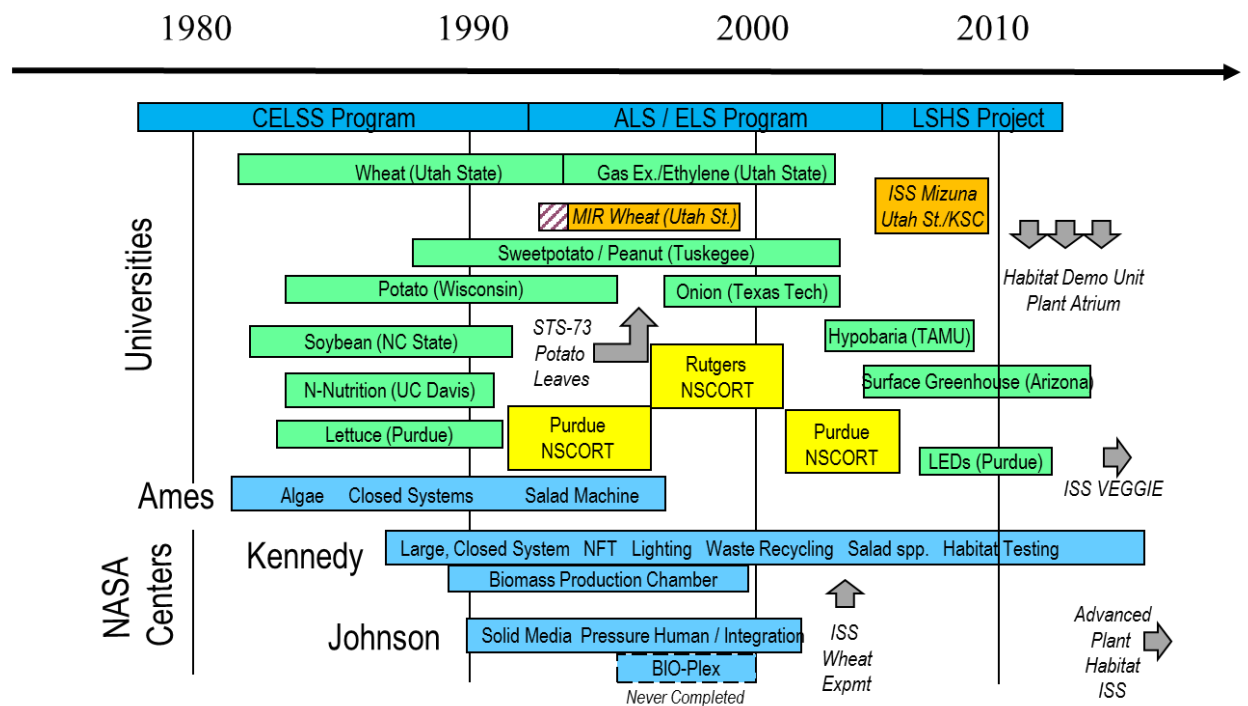 1980
1990
2000
2010
CELSS Program
ALS / ELS Program
LSHS Project
Universities
Wheat (Utah State)
Gas Ex./Ethylene (Utah State)
ISS Mizuna
Utah St./KSC
MIR Wheat (Utah St.)
Sweetpotato / Peanut (Tuskegee)
Habitat Demo Unit
Plant Atrium
Potato (Wisconsin)
Onion (Texas Tech)
STS-73
Potato
Leaves
Soybean (NC State)
Hypobaria (TAMU)
Rutgers
NSCORT
N-Nutrition (UC Davis)
Surface Greenhouse (Arizona)
Lettuce (Purdue)
Purdue
NSCORT
Purdue
NSCORT
LEDs (Purdue)
ISS VEGGIE
NASA
Centers
Ames
Algae Closed Systems Salad Machine
Kennedy
Large, Closed System NFT Lighting Waste Recycling Salad spp. Habitat Testing
Biomass Production Chamber
Johnson
Solid Media Pressure Human / Integration
BIO-Plex
Never Completed
ISS
Wheat
Expmt
Advanced
Plant
Habitat
ISS